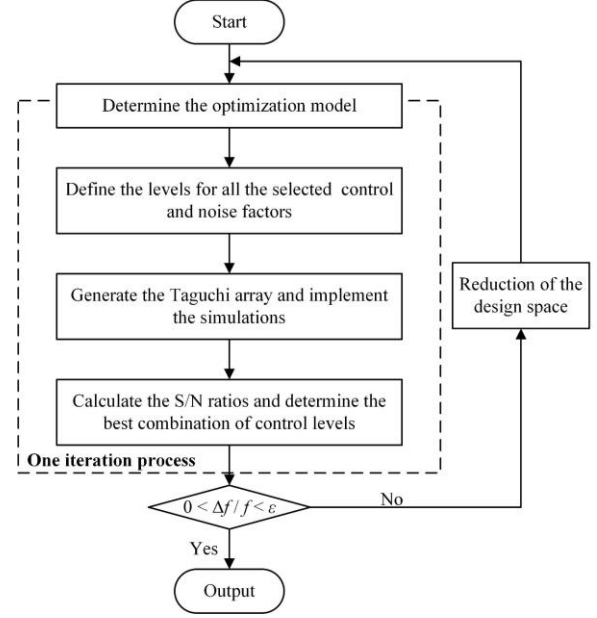 Start
Determine the optimization model
Define the levels for all the selected control
and noise factors
Generate the Taguchi array and implement
the simulations
Reduction of the
design space
Calculate the S/N ratios and determine the
best combination of control levels
One iteration process
0 < Δf / f < ε
No
Yes
Output